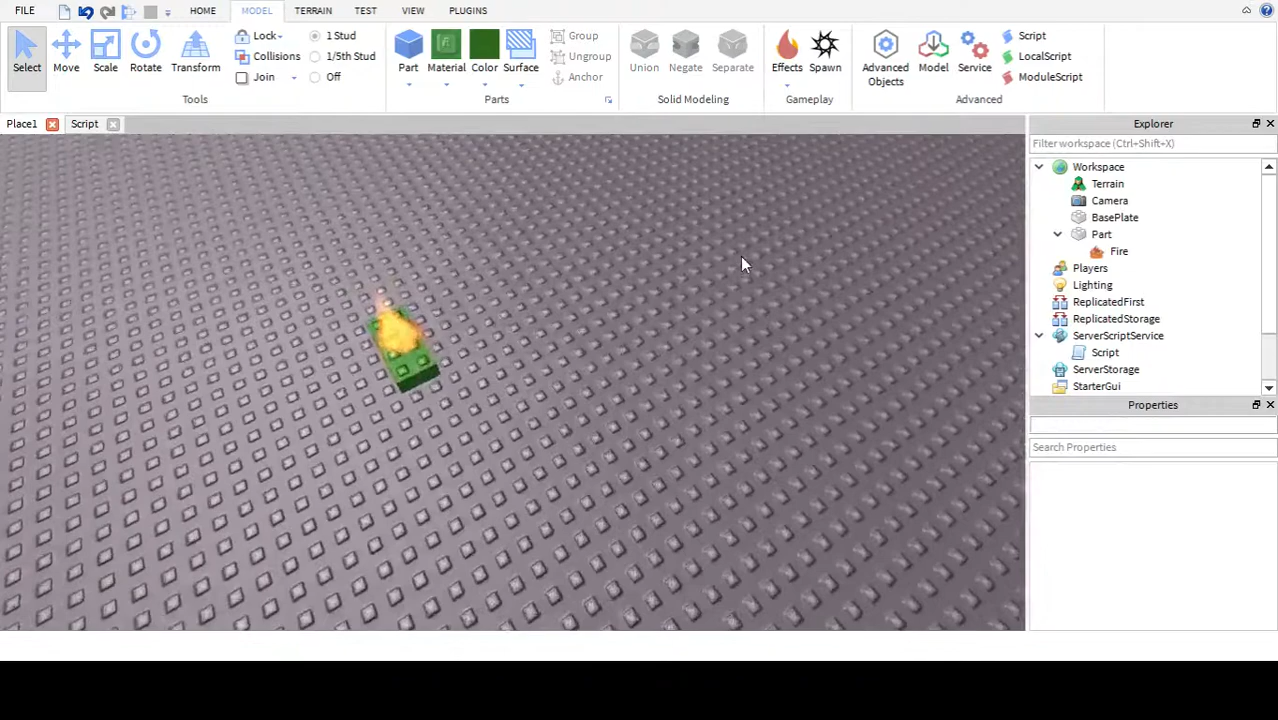 FILE HOME MODEL TERRAIN TEST VIEW PLUGINS
Select Move Scale Rotate Transform
Lock
Collisions
Join
1 Stud
1/5th Stud
Off
Tools
Part Material Color Surface
Group
Ungroup
Anchor
Parts
Union Negate Separate
Solid Modeling
Effects Spawn
Gameplay
Advanced Objects Model Service
Script
LocalScript
ModuleScript
Advanced
Place1 Script
Explorer
Filter workspace (Ctrl+Shift+X)
Workspace
Terrain
Camera
BasePlate
Part
Fire
Players
Lighting
ReplicatedFirst
ReplicatedStorage
ServerScriptService
Script
ServerStorage
StarterGui
Properties
Search Properties